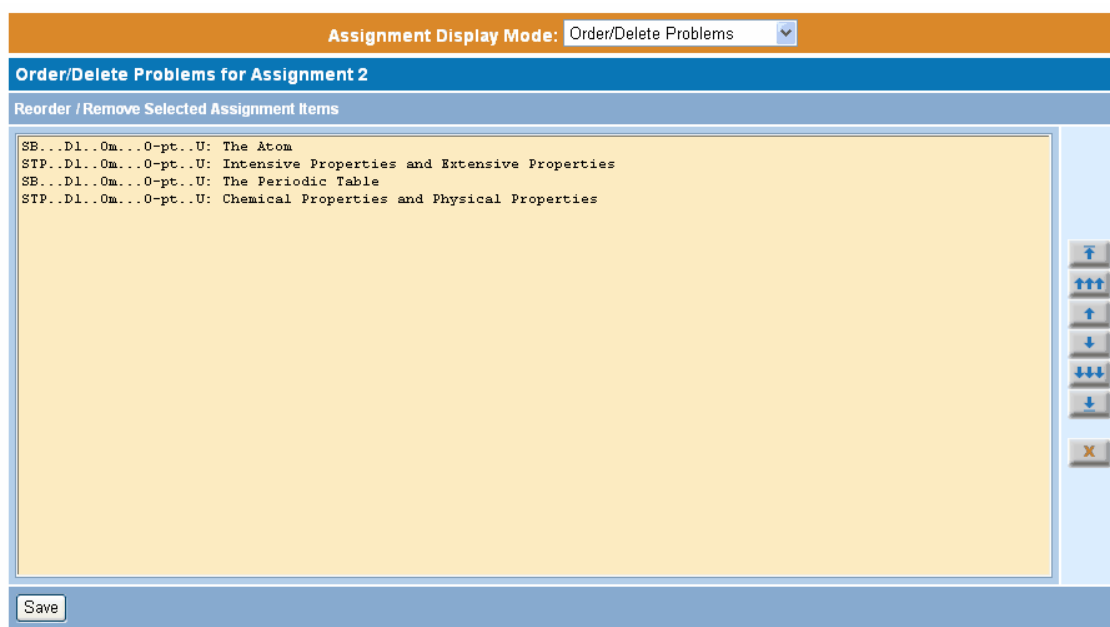 Assignment Display Mode: Order/Delete Problems
Order/Delete Problems for Assignment 2
Reorder / Remove Selected Assignment Items
SB...D1..0m...0-pt..U: The Atom
STP..D1..0m...0-pt..U: Intensive Properties and Extensive Properties
SB...D1..0m...0-pt..U: The Periodic Table
STP..D1..0m...0-pt..U: Chemical Properties and Physical Properties
X
Save